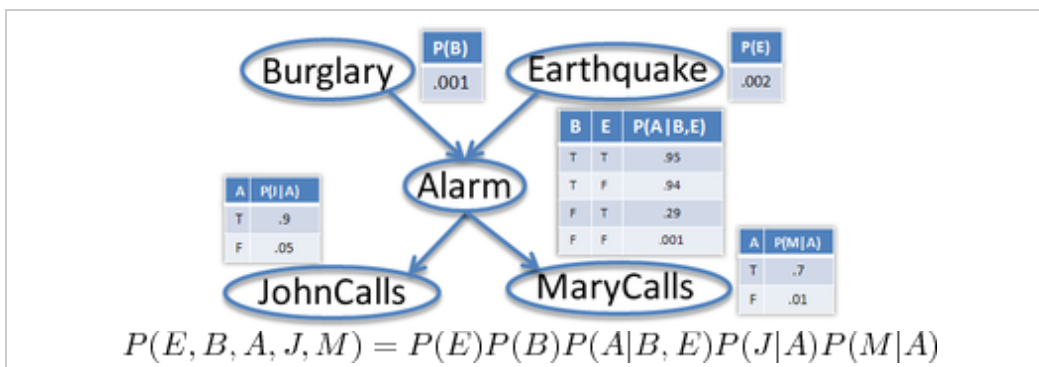 Burglary
P(B)
.001
Earthquake
P(E)
.002
B E P(A|B,E)
T T .95
T F .94
F T .29
F F .001
Alarm
A P(J|A)
T .9
F .05
A P(M|A)
T .7
F .01
JohnCalls
MaryCalls
P(E, B, A, J, M) = P(E)P(B)P(A|B, E)P(J|A)P(M|A)